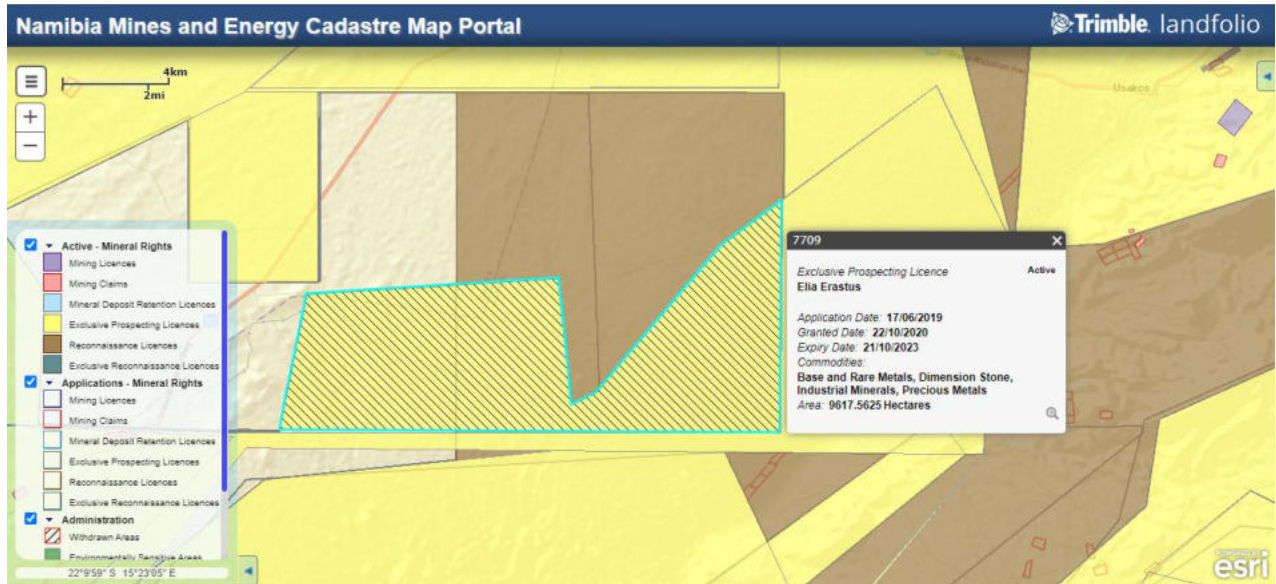 Namibia Mines and Energy Cadastre Map Portal
Trimble. landfolio
4km
2mi
+
−
Usakos
7709
Exclusive Prospecting Licence Active
Elia Erastus
Application Date: 17/06/2019
Granted Date: 22/10/2020
Expiry Date: 21/10/2023
Commodities:
Base and Rare Metals, Dimension Stone,
Industrial Minerals, Precious Metals
Area: 9617.5625 Hectares
Active - Mineral Rights
Mining Licences
Mining Claims
Mineral Deposit Retention Licences
Exclusive Prospecting Licences
Reconnaissance Licences
Exclusive Reconnaissance Licences
Applications - Mineral Rights
Mining Licences
Mining Claims
Mineral Deposit Retention Licences
Exclusive Prospecting Licences
Reconnaissance Licences
Exclusive Reconnaissance Licences
Administration
Withdrawn Areas
Environmentally Sensitive Areas
22°9'59" S 15°23'05" E
POWERED BY
esri